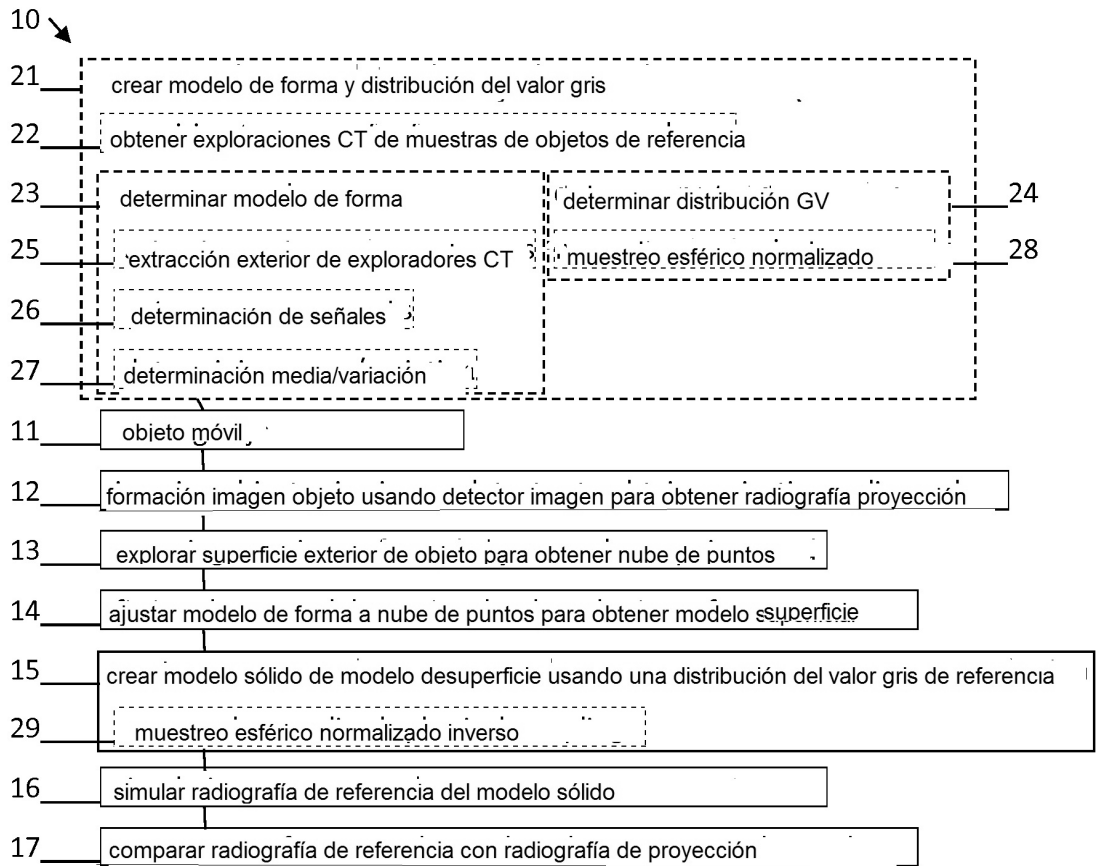 10
21 crear modelo de forma y distribución del valor gris
22 obtener exploraciones CT de muestras de objetos de referencia
23 determinar modelo de forma determinar distribución GV 24
25 extracción exterior de exploradores CT muestreo esférico normalizado 28
26 determinación de señales
27 determinación media/variación
11 objeto móvil
12 formación imagen objeto usando detector imagen para obtener radiografía proyección
13 explorar superficie exterior de objeto para obtener nube de puntos
14 ajustar modelo de forma a nube de puntos para obtener modelo superficie
15 crear modelo sólido de modelo desuperficie usando una distribución del valor gris de referencia
29 muestreo esférico normalizado inverso
16 simular radiografía de referencia del modelo sólido
17 comparar radiografía de referencia con radiografía de proyección